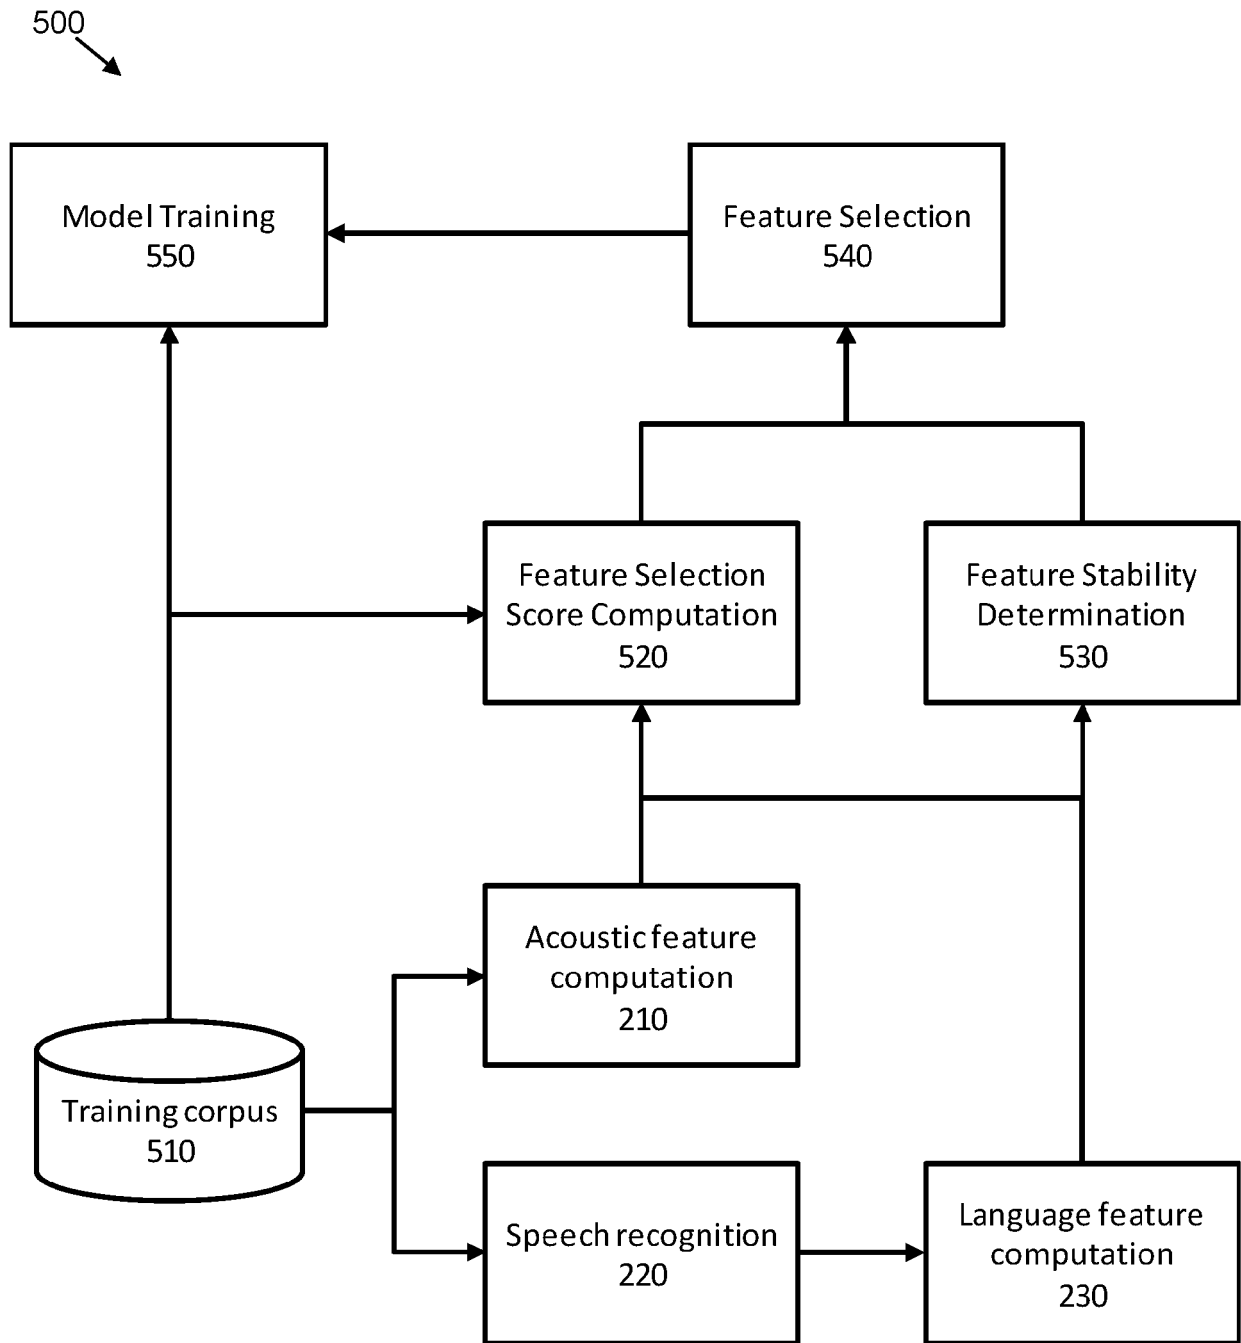 500
Model Training
550
Feature Selection
540
Feature Selection
Score Computation
520
Feature Stability
Determination
530
Acoustic feature
computation
210
Training corpus
510
Speech recognition
220
Language feature
computation
230